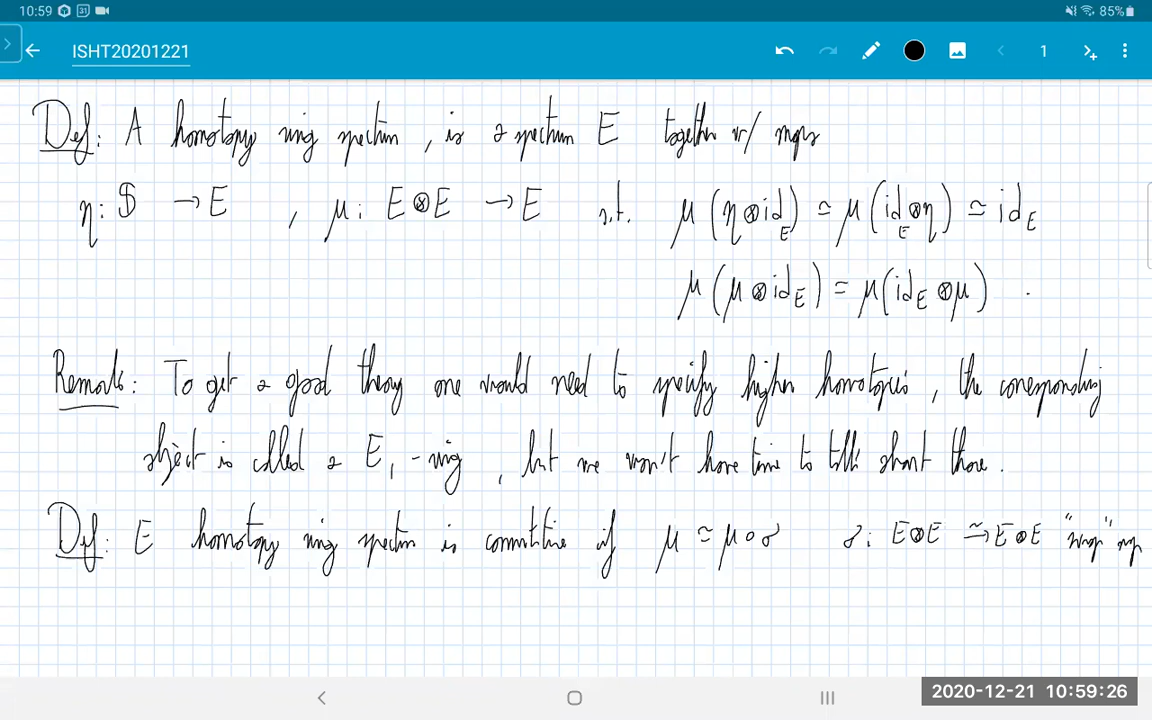 10:59 31 85%
ISHT20201221 1
Def: A homotopy ring spectrum, is a spectrum E together w/ maps
η: $ → E , μ: E ⊗ E → E s.t. μ(η⊗id_E) ≃ μ(id_E⊗η) ≃ id_E
μ(μ⊗id_E) ≃ μ(id_E⊗μ) .
Remark: To get a good theory one would need to specify higher homotopies, the corresponding
object is called a E₁-ring, but we won't have time to talk about those.
Def: E homotopy ring spectrum is commtitive if μ ≃ μ∘σ σ: E⊗E ≃→ E⊗E "swap" map
2020-12-21 10:59:26